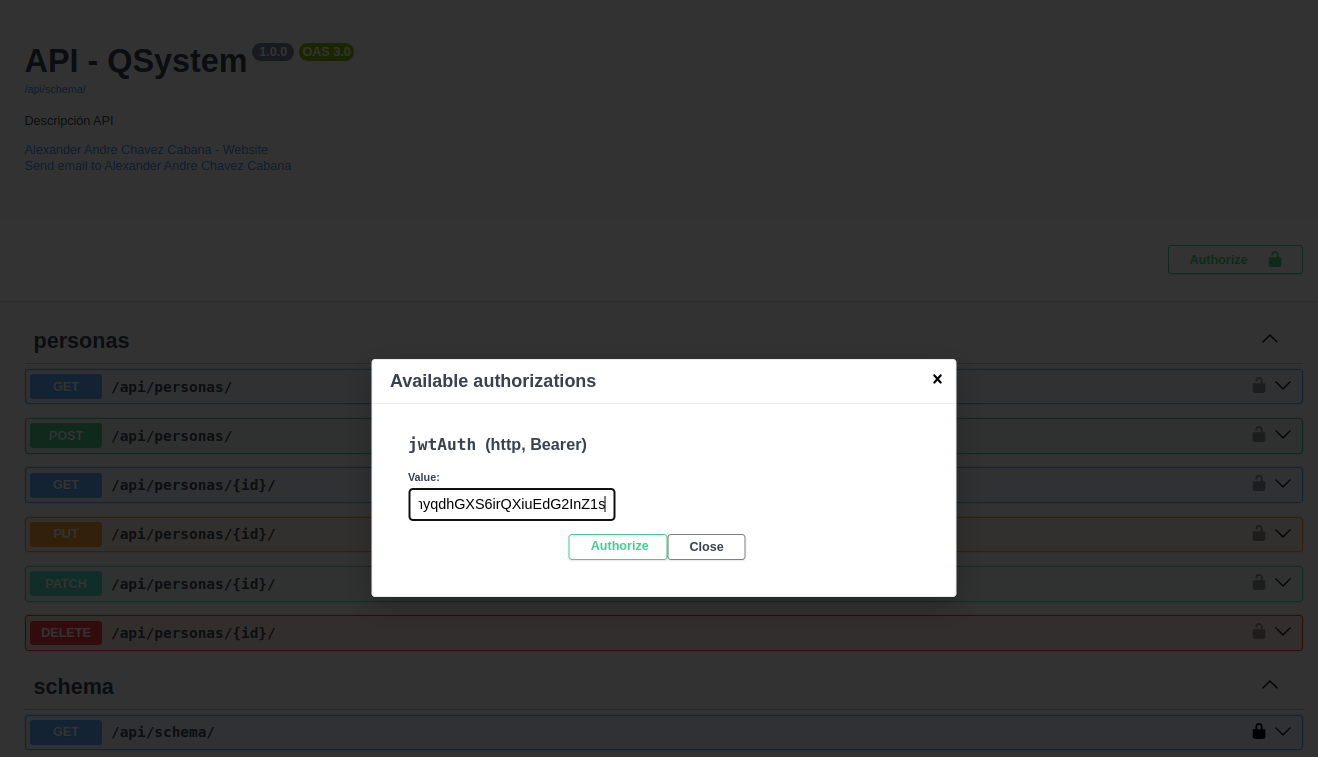 API - QSystem 1.0.0 OAS 3.0
/api/schema/
Descripción API
Alexander Andre Chavez Cabana - Website
Send email to Alexander Andre Chavez Cabana
Authorize
personas
GET /api/personas/
POST /api/personas/
GET /api/personas/{id}/
PUT /api/personas/{id}/
PATCH /api/personas/{id}/
DELETE /api/personas/{id}/
schema
GET /api/schema/
Available authorizations
jwtAuth (http, Bearer)
Value:
yqdhGXS6irQXiuEdG2InZ1s
Authorize Close